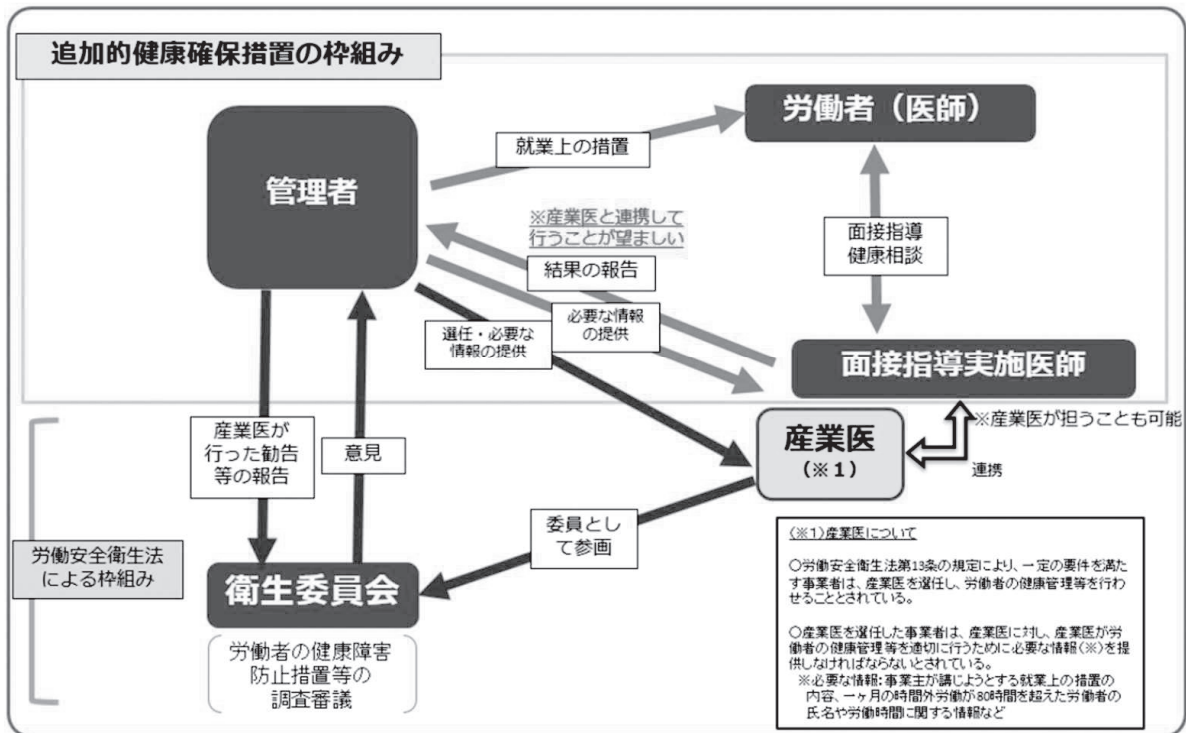 追加的健康確保措置の枠組み
労働者（医師）
管理者
就業上の措置
※産業医と連携して
行うことが望ましい
結果の報告
面接指導
健康相談
選任・必要な
情報の提供
必要な情報
の提供
面接指導実施医師
※産業医が担うことも可能
産業医
（※１）
連携
産業医が
行った勧告
等の報告
意見
委員とし
て参画
労働安全衛生法
による枠組み
衛生委員会
労働者の健康障害
防止措置等の
調査審議
（※１）産業医について
○労働安全衛生法第13条の規定により、一定の要件を満た
す事業者は、産業医を選任し、労働者の健康管理等を行わ
せることとされている。
○産業医を選任した事業者は、産業医に対し、産業医が労
働者の健康管理等を適切に行うために必要な情報（※）を提
供しなければならないとされている。
※必要な情報：事業主が講じようとする就業上の措置の
内容、一ヶ月の時間外労働が80時間を超えた労働者の
氏名や労働時間に関する情報など